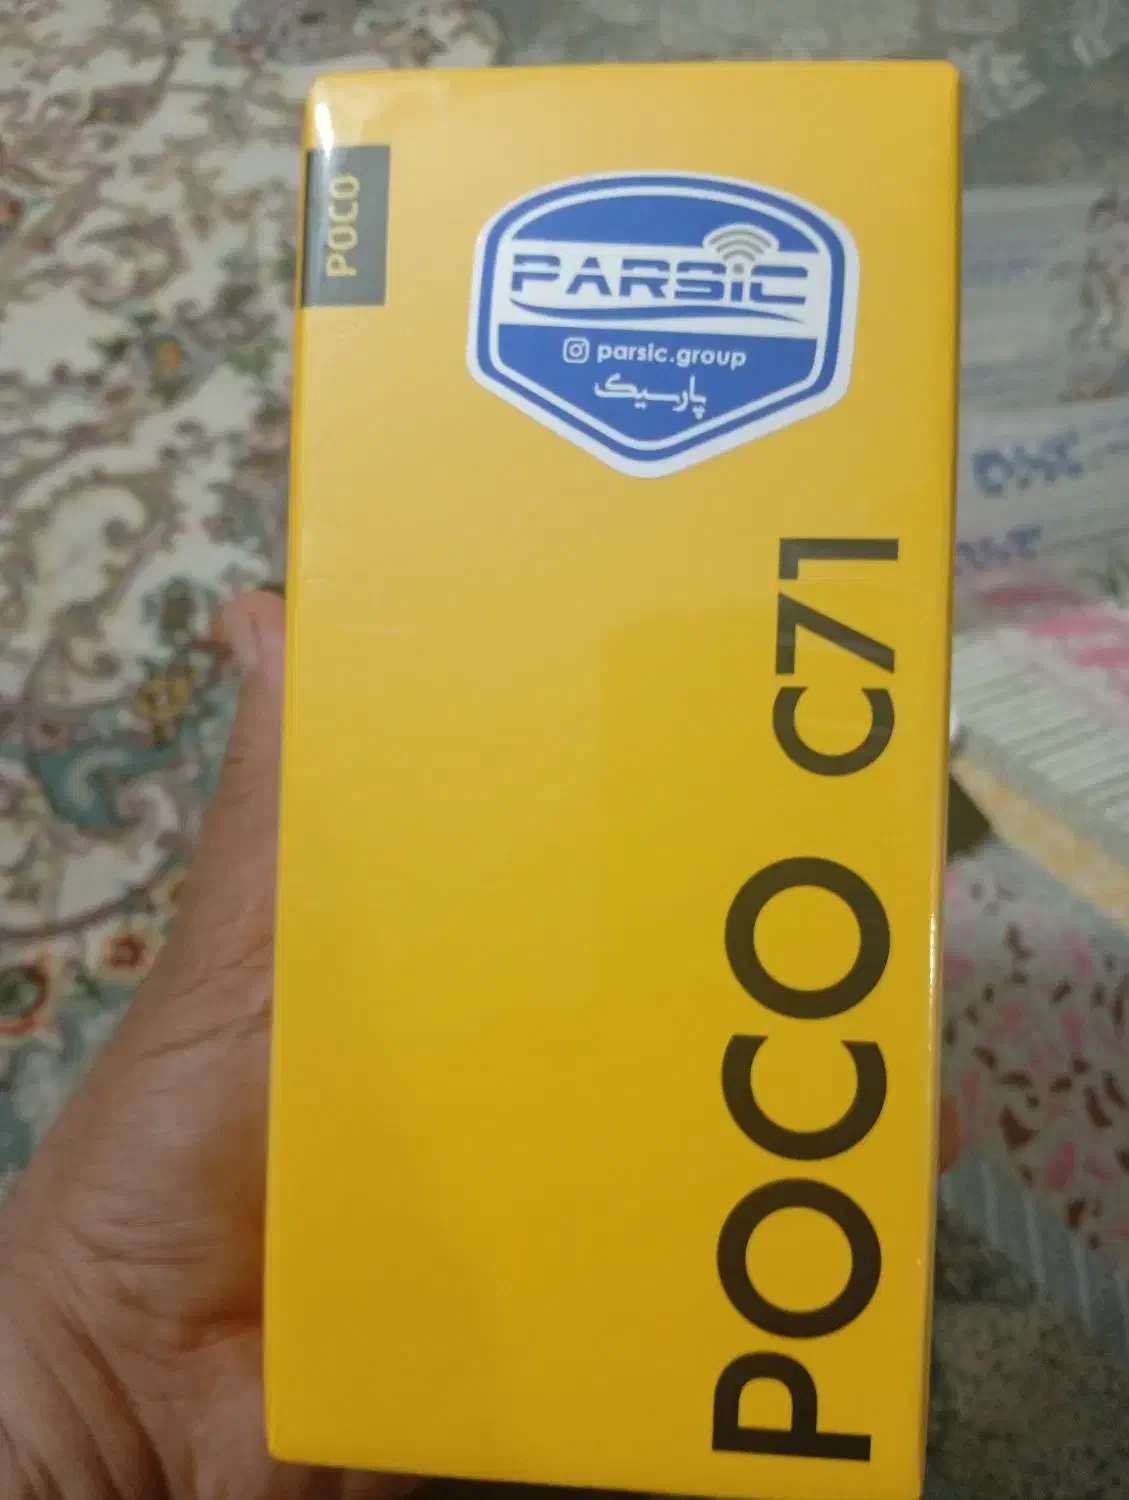 POCO
PARSIC
parsic.group
پارسیک
POCO C71